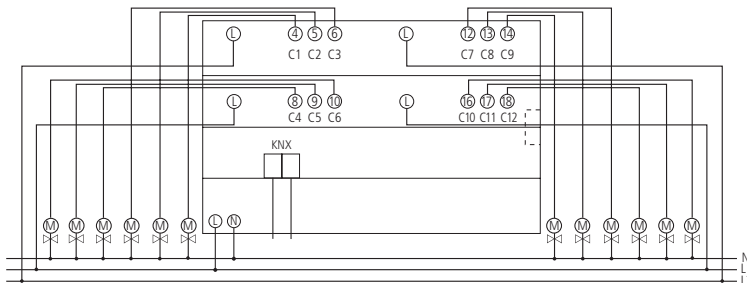 L 4 5 6 L 12 13 14
C1 C2 C3 C7 C8 C9
L 8 9 10 L 16 17 18
C4 C5 C6 C10 C11 C12
KNX
M M M M M M L N M M M M M M
N
L